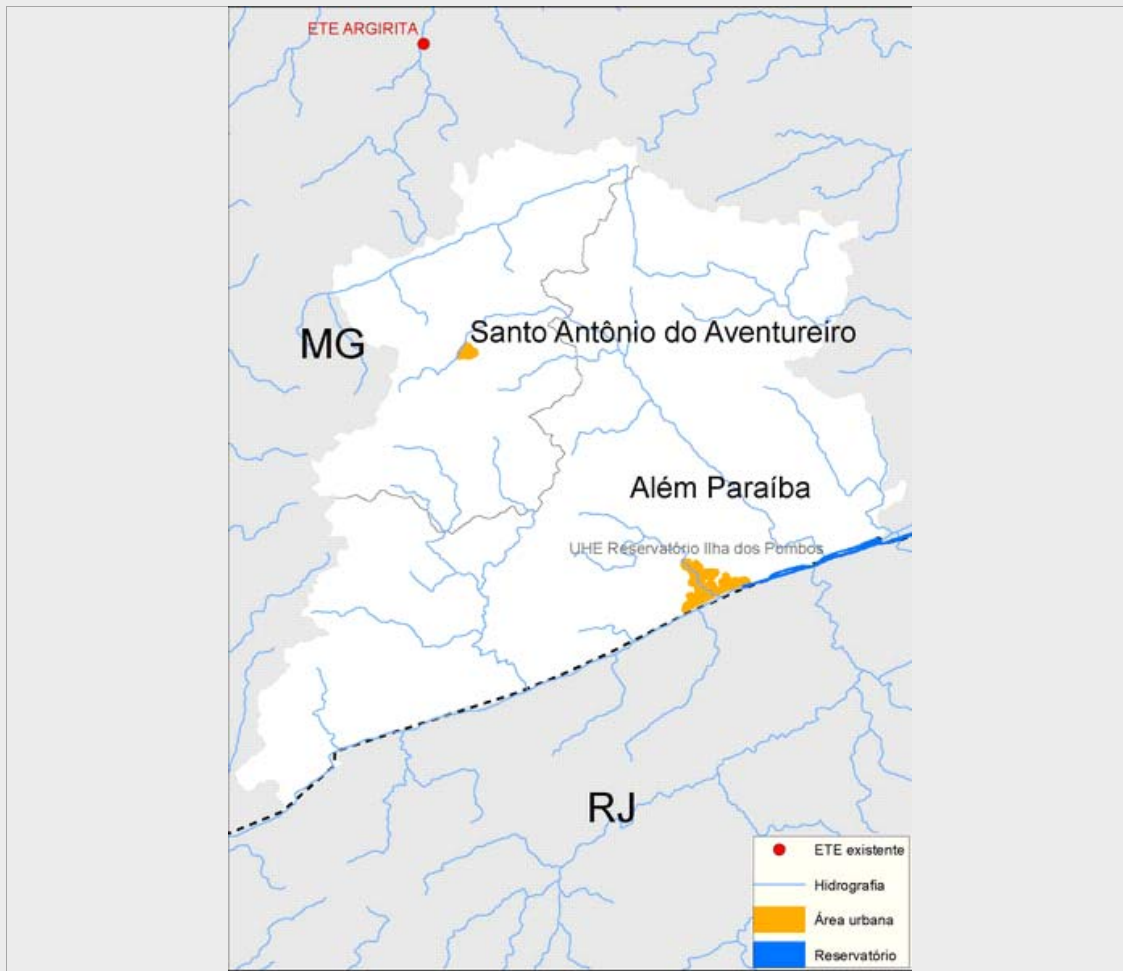 ETE ARGIRITA
MG
Santo Antônio do Aventureiro
Além Paraíba
UHE Reservatório Ilha dos Pombos
RJ
ETE existente
Hidrografia
Área urbana
Reservatório